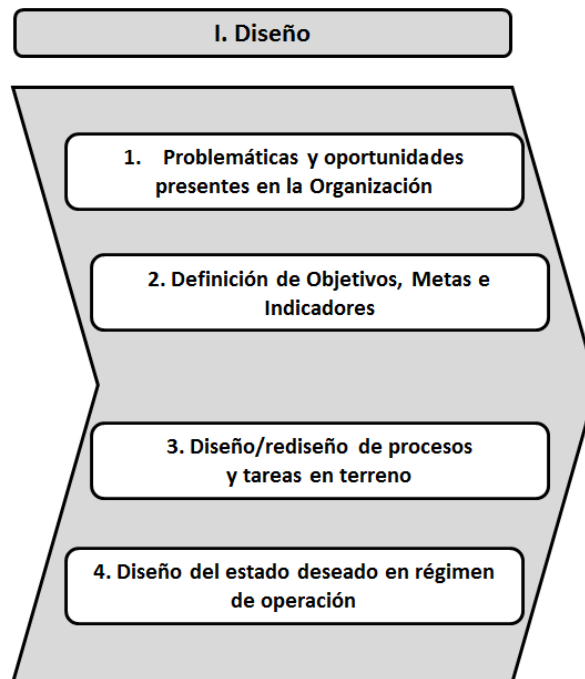 I. Diseño
1. Problemáticas y oportunidades
presentes en la Organización
2. Definición de Objetivos, Metas e
Indicadores
3. Diseño/rediseño de procesos
y tareas en terreno
4. Diseño del estado deseado en régimen
de operación